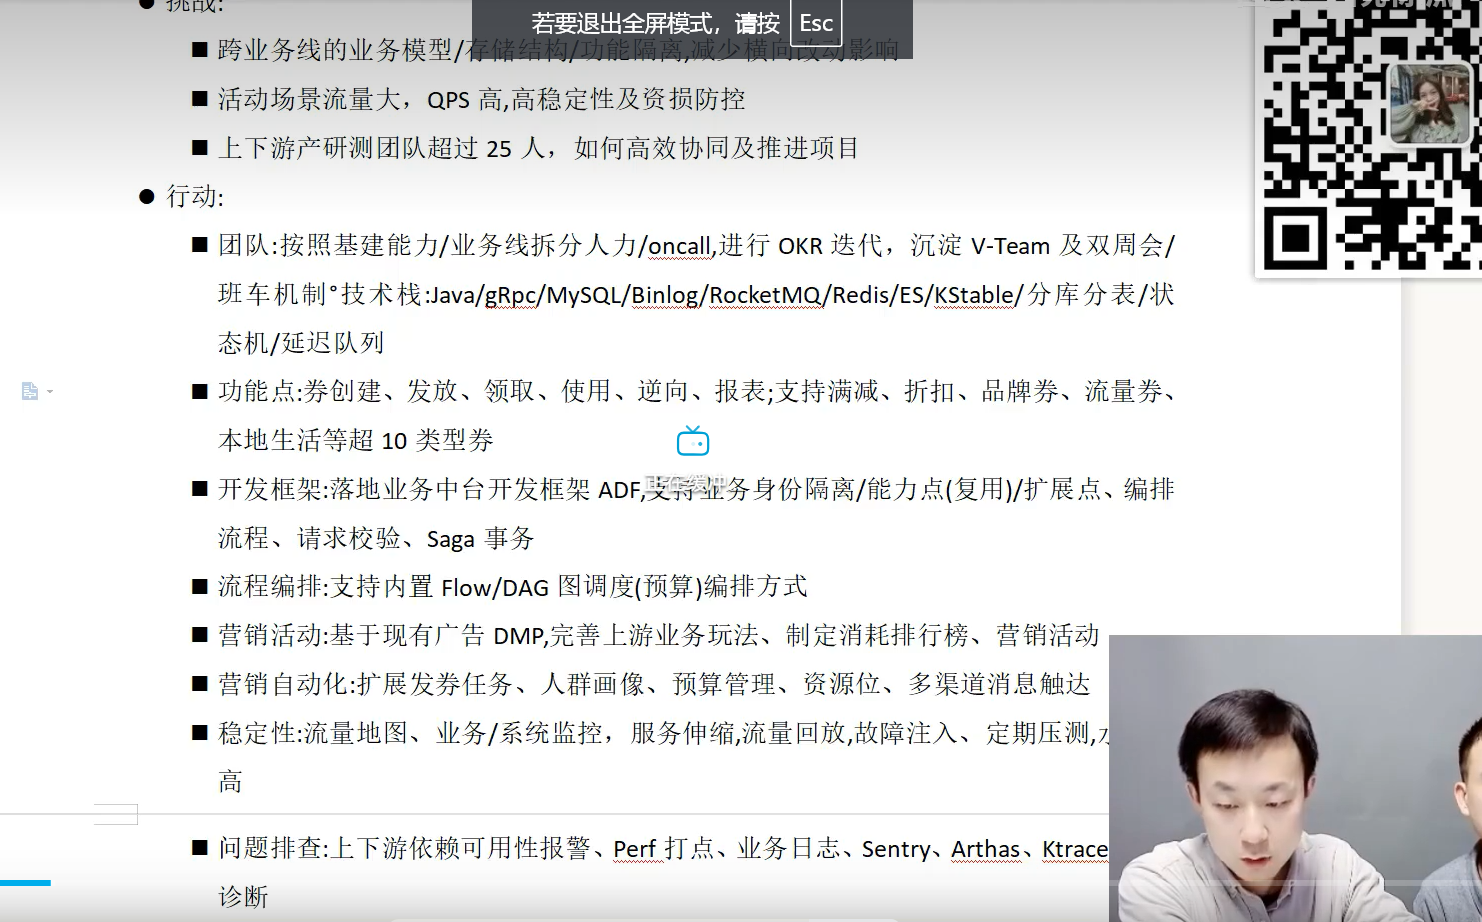 挑战:
若要退出全屏模式，请按 Esc
■ 跨业务线的业务模型/存储结构/功能隔离,减少横向改动影响
■ 活动场景流量大，QPS 高,高稳定性及资损防控
■ 上下游产研测团队超过 25 人，如何高效协同及推进项目
● 行动:
■ 团队:按照基建能力/业务线拆分人力/oncall,进行 OKR 迭代，沉淀 V-Team 及双周会/
班车机制°技术栈:Java/gRpc/MySQL/Binlog/RocketMQ/Redis/ES/KStable/分库分表/状
态机/延迟队列
■ 功能点:券创建、发放、领取、使用、逆向、报表;支持满减、折扣、品牌券、流量券、
本地生活等超 10 类型券
正在缓冲
■ 开发框架:落地业务中台开发框架 ADF,支持业务身份隔离/能力点(复用)/扩展点、编排
流程、请求校验、Saga 事务
■ 流程编排:支持内置 Flow/DAG 图调度(预算)编排方式
■ 营销活动:基于现有广告 DMP,完善上游业务玩法、制定消耗排行榜、营销活动
■ 营销自动化:扩展发券任务、人群画像、预算管理、资源位、多渠道消息触达
■ 稳定性:流量地图、业务/系统监控，服务伸缩,流量回放,故障注入、定期压测,
高
■ 问题排查:上下游依赖可用性报警、Perf 打点、业务日志、Sentry、Arthas、Ktrace
诊断